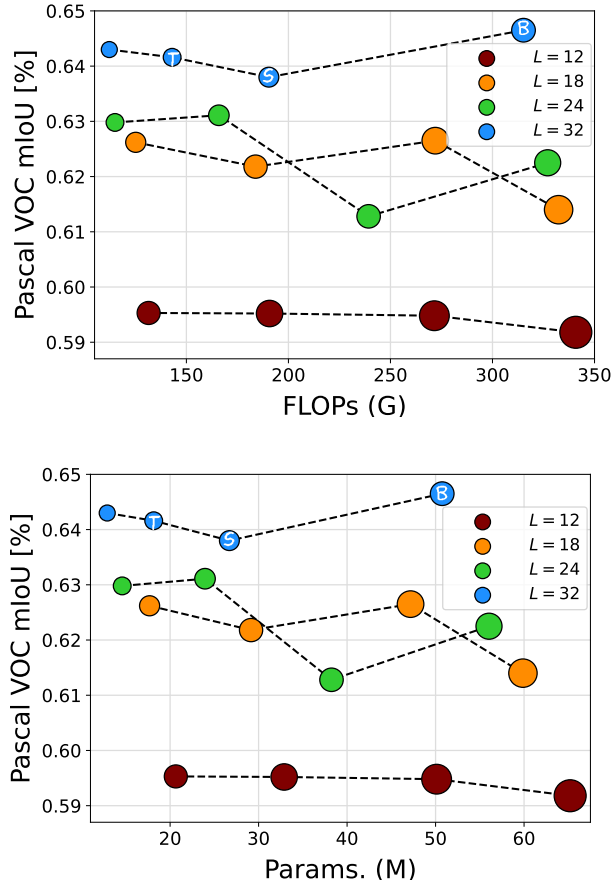 0.65
0.64
0.63
0.62
0.61
0.60
0.59
Pascal VOC mIoU [%]
T
S
B
L = 12
L = 18
L = 24
L = 32
150
200
250
300
350
FLOPs (G)
0.65
0.64
0.63
0.62
0.61
0.60
0.59
Pascal VOC mIoU [%]
T
S
B
L = 12
L = 18
L = 24
L = 32
20
30
40
50
60
Params. (M)